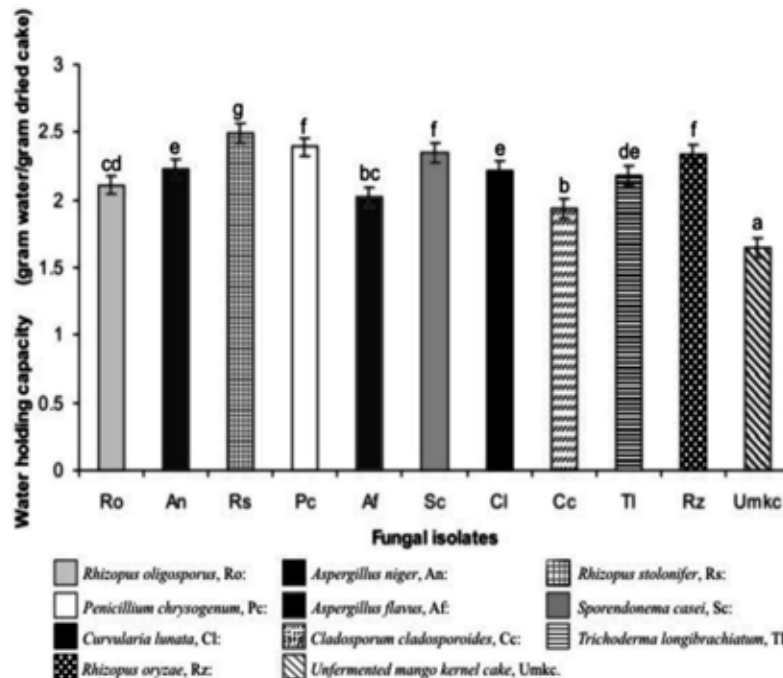 Water holding capacity (gram water/gram dried cake)
3
2.5
2
1.5
1
0.5
0
cd
e
g
f
bc
f
e
b
de
f
a
Ro An Rs Pc Af Sc Cl Cc Tl Rz Umkc
Fungal isolates
Rhizopus oligosporus, Ro: Aspergillus niger, An: Rhizopus stolonifer, Rs:
Penicillium chrysogenum, Pc: Aspergillus flavus, Af: Sporendonema casei, Sc:
Curvularia lunata, Cl: Cladosporum cladosporoides, Cc: Trichoderma longibrachiatum, Tl
Rhizopus oryzae, Rz: Unfermented mango kernel cake, Umkc.